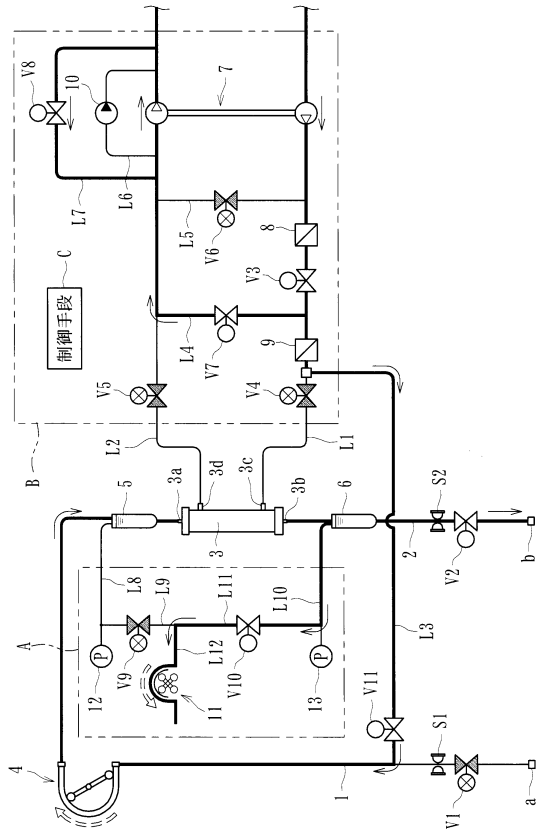 V8
10
7
L7
L6
C
制御手段
L5
V6
8
V3
L4
V7
9
V5
V4
B
L2
L1
3d
3c
5
3a
3
3b
6
S2
V2
b
2
A
L8
L9
L11
L10
12
V9
L12
V10
13
11
L3
V11
4
1
S1
V1
a
P
P